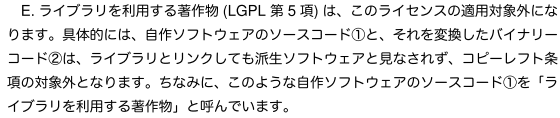 E. ライブラリを利用する著作物 (LGPL 第 5 項) は、このライセンスの適用対象外にな
ります。具体的には、自作ソフトウェアのソースコード①と、それを変換したバイナリー
コード②は、ライブラリとリンクしても派生ソフトウェアと見なされず、コピーレフト条
項の対象外となります。ちなみに、このような自作ソフトウェアのソースコード①を「ラ
イブラリを利用する著作物」と呼んでいます。